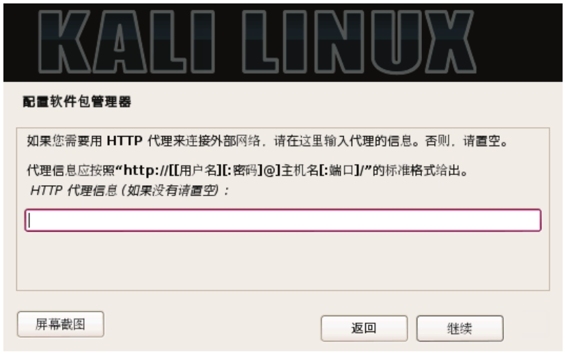 KALI LINUX
配置软件包管理器
如果您需要用 HTTP 代理来连接外部网络，请在这里输入代理的信息。否则，请置空。
代理信息应按照“http://[[用户名][:密码]@]主机名[:端口]/”的标准格式给出。
HTTP 代理信息（如果没有请置空）：
屏幕截图
返回
继续